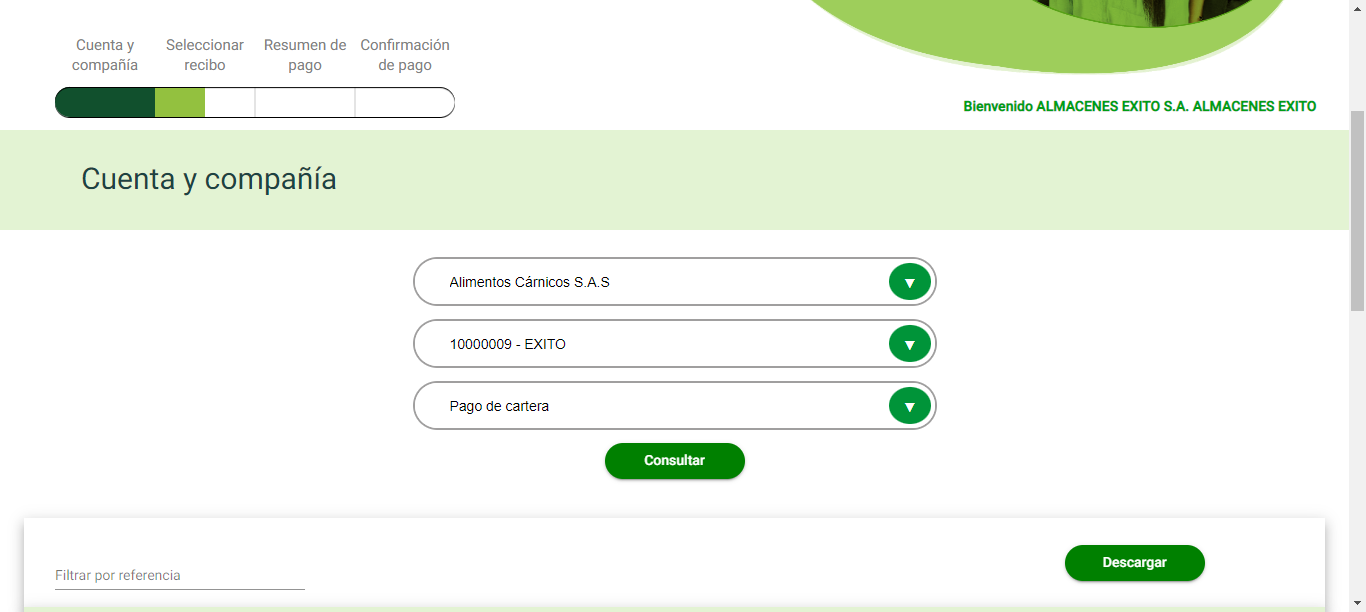 Cuenta y compañía
Seleccionar recibo
Resumen de pago
Confirmación de pago
Bienvenido ALMACENES EXITO S.A. ALMACENES EXITO
Cuenta y compañía
Alimentos Cárnicos S.A.S
10000009 - EXITO
Pago de cartera
Consultar
Descargar
Filtrar por referencia